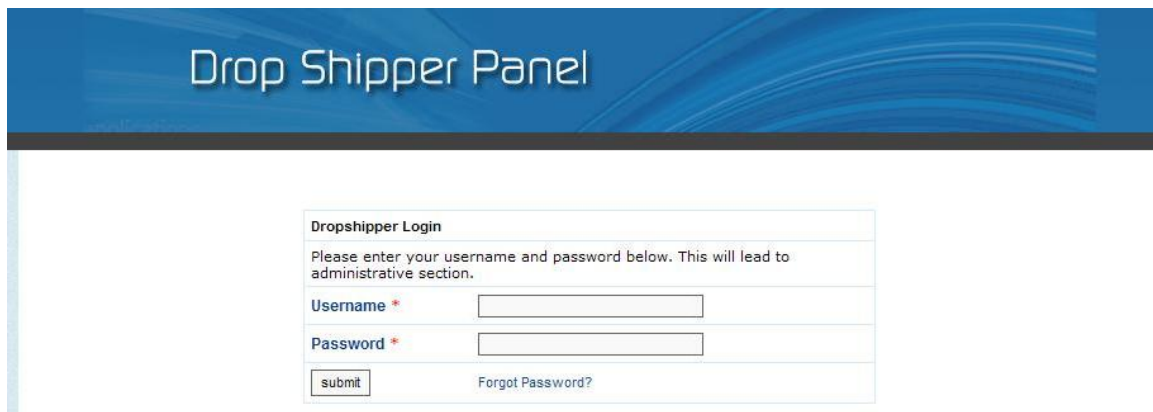 Drop Shipper Panel
Dropshipper Login
Please enter your username and password below. This will lead to
administrative section.
Username *
Password *
submit
Forgot Password?